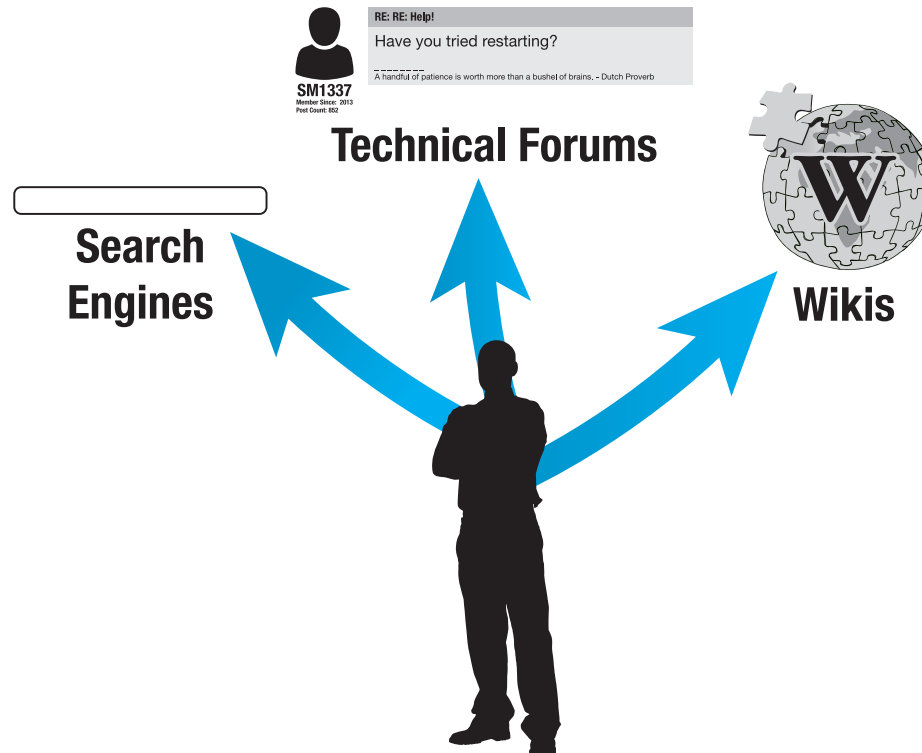 RE: RE: Help!
Have you tried restarting?
________
A handful of patience is worth more than a bushel of brains. - Dutch Proverb
SM1337
Member Since: 2013
Post Count: 852
Technical Forums
Search
Engines
W
Wikis